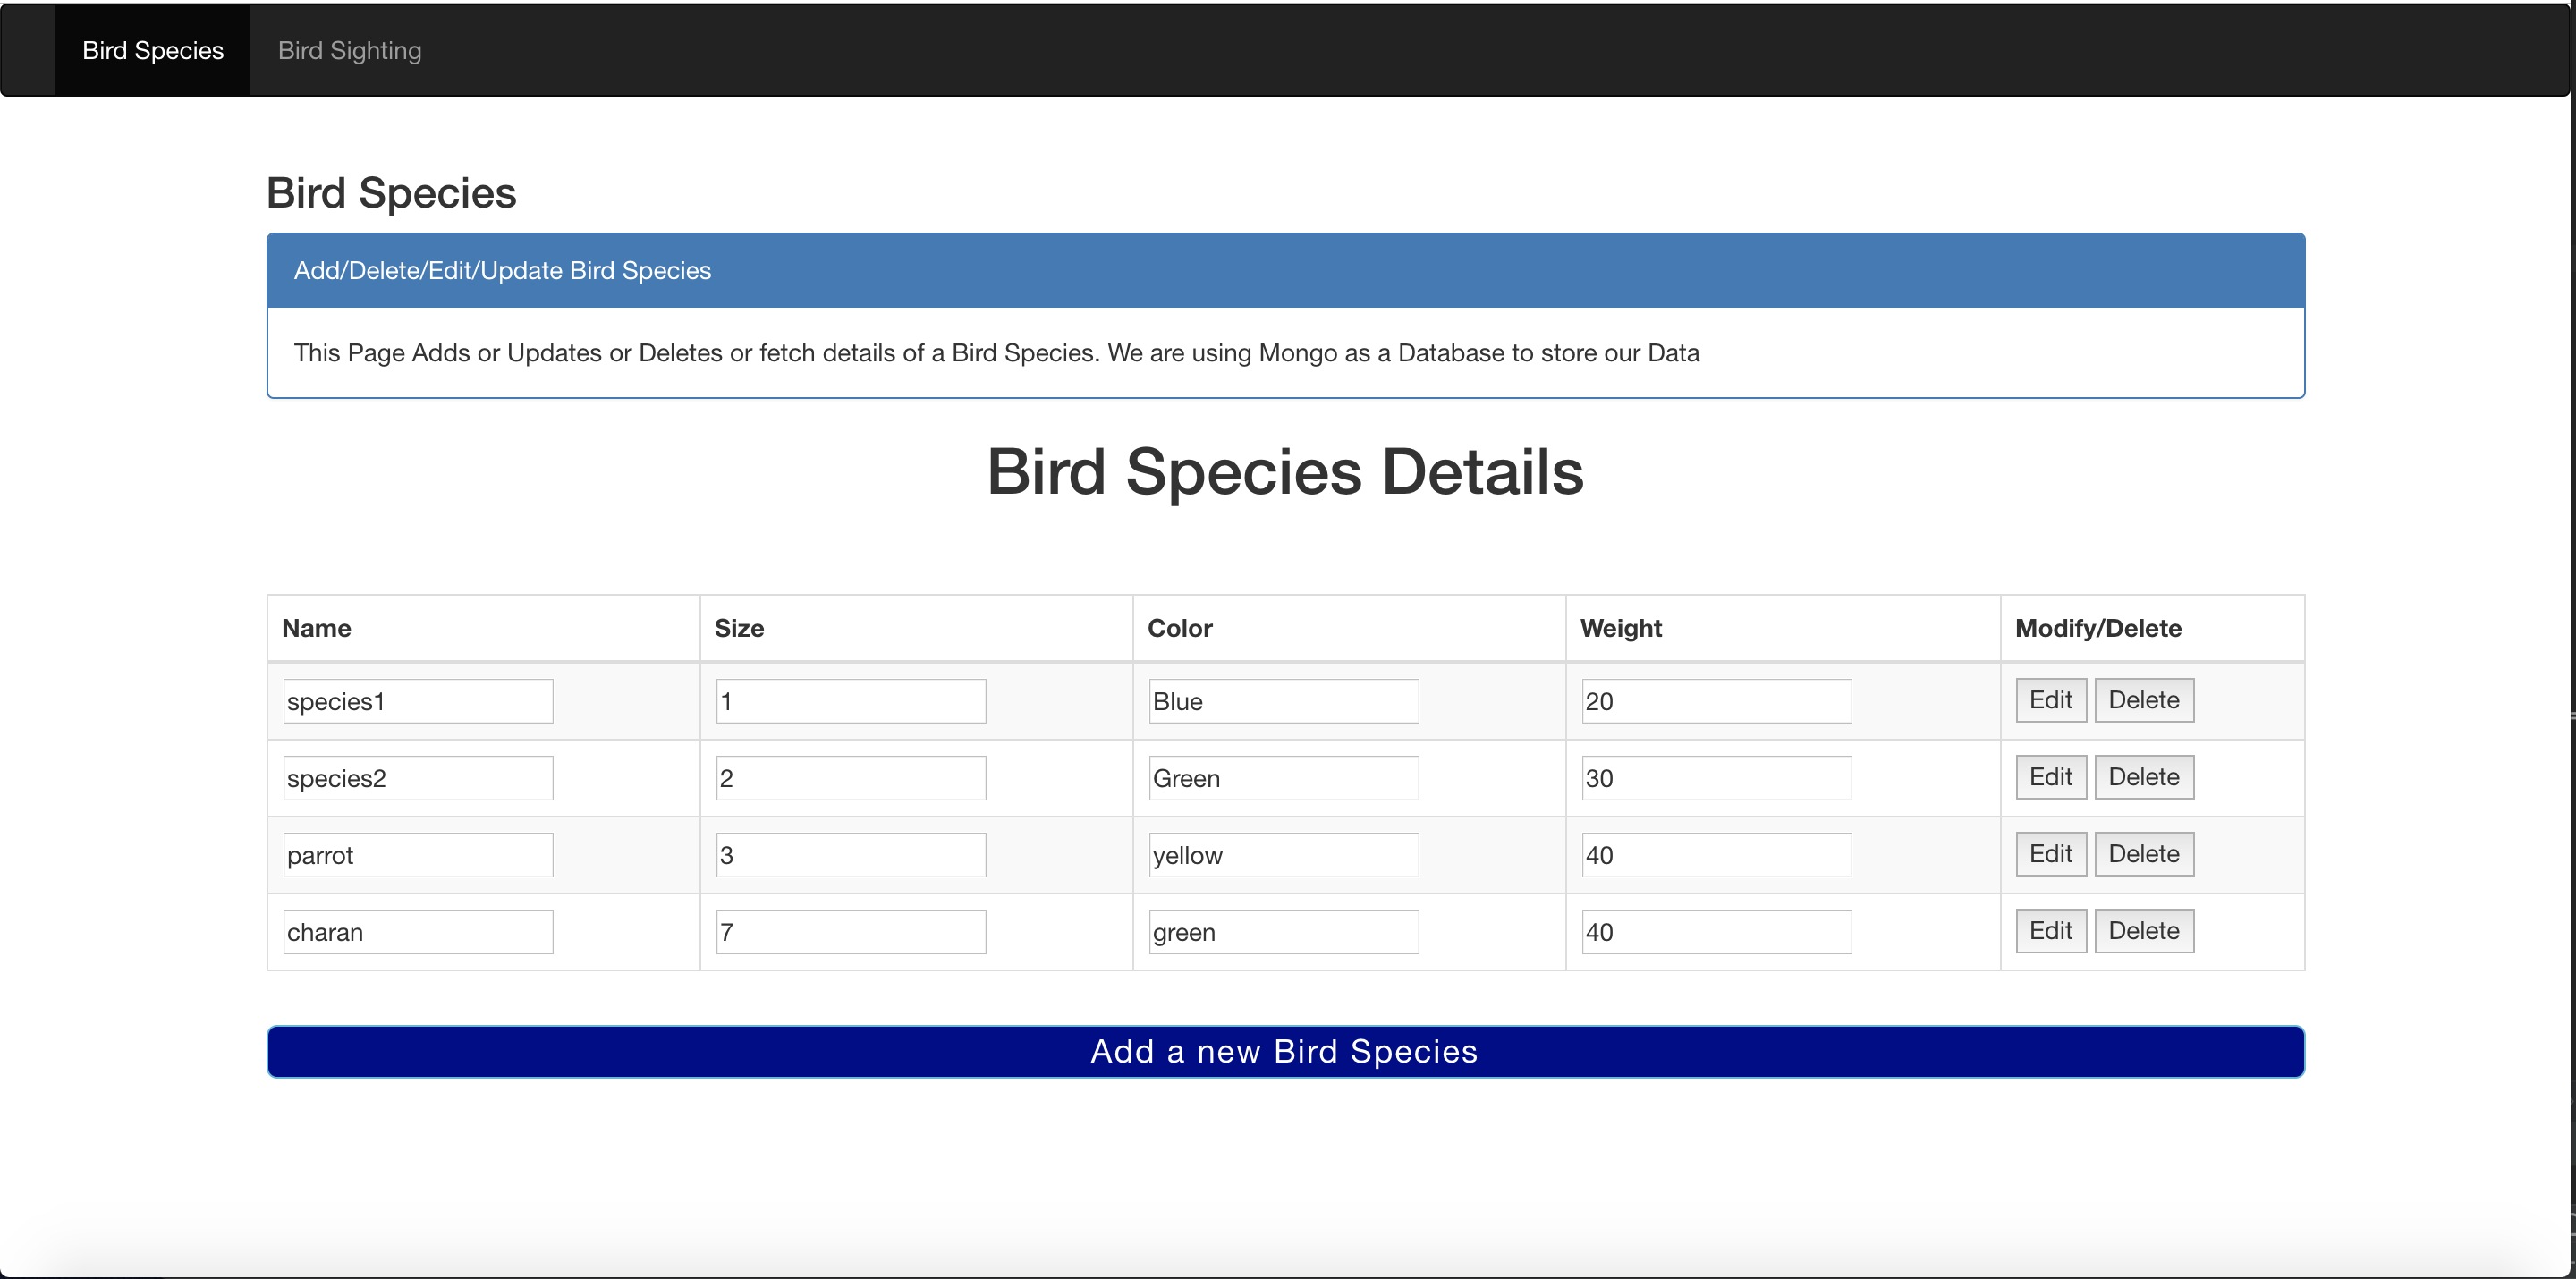 Bird Species Bird Sighting
Bird Species
Add/Delete/Edit/Update Bird Species
This Page Adds or Updates or Deletes or fetch details of a Bird Species. We are using Mongo as a Database to store our Data
Bird Species Details
Name Size Color Weight Modify/Delete
species1 1 Blue 20 Edit Delete
species2 2 Green 30 Edit Delete
parrot 3 yellow 40 Edit Delete
charan 7 green 40 Edit Delete
Add a new Bird Species